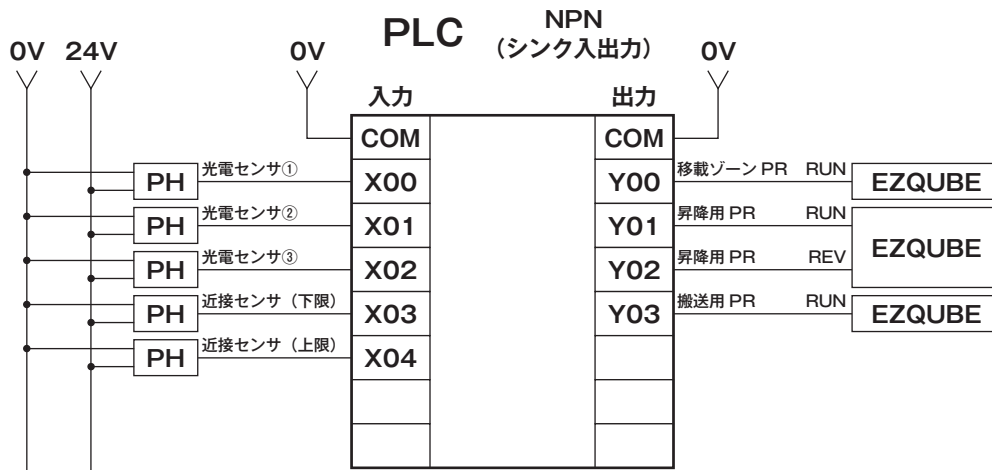 PLC
NPN
（シンク入出力）
0V 24V
0V
0V
入力
出力
COM
COM
PH 光電センサ① X00
Y00 移載ゾーン PR RUN EZQUBE
PH 光電センサ② X01
Y01 昇降用 PR RUN
EZQUBE
PH 光電センサ③ X02
Y02 昇降用 PR REV
PH 近接センサ（下限） X03
Y03 搬送用 PR RUN EZQUBE
PH 近接センサ（上限） X04